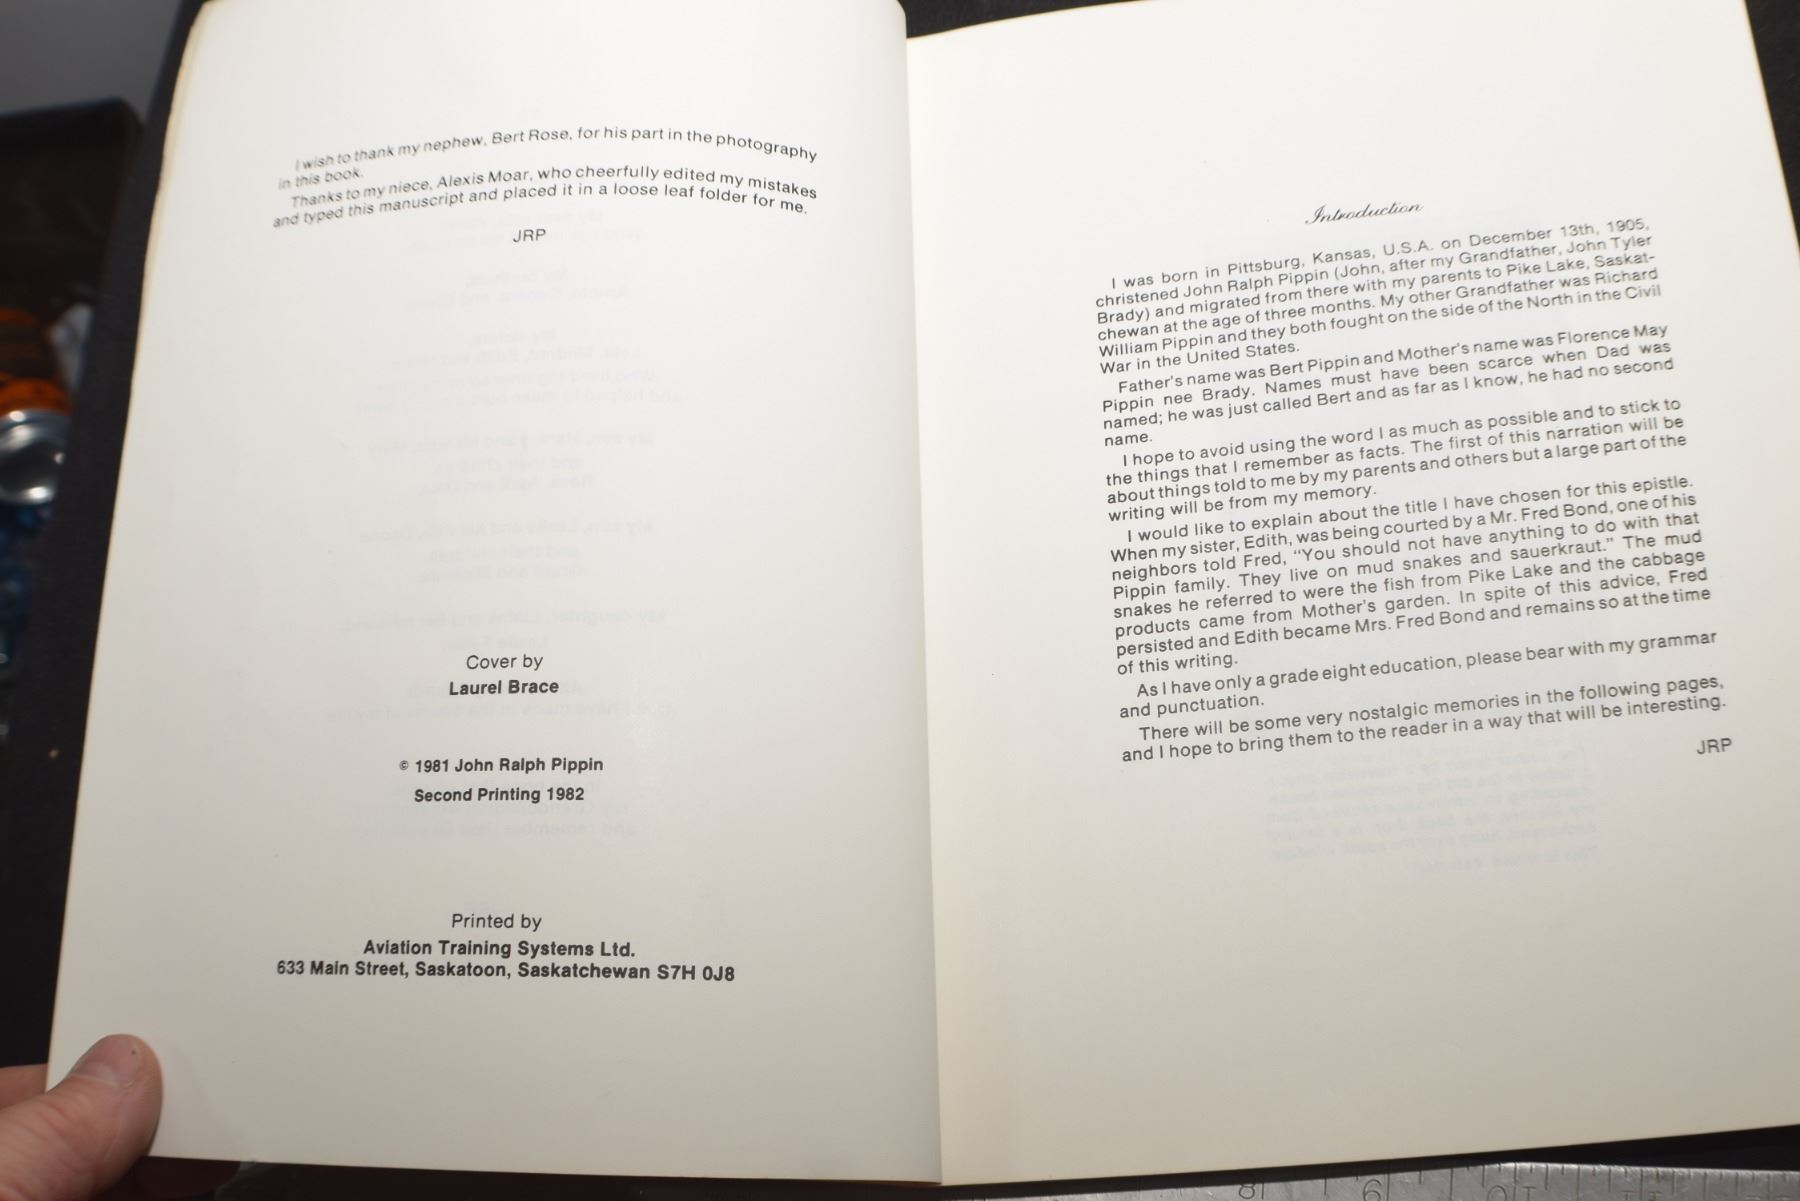 I wish to thank my nephew, Bert Rose, for his part in the photography
in this book.
Thanks to my niece, Alexis Moar, who cheerfully edited my mistakes
and typed this manuscript and placed it in a loose leaf folder for me.
JRP
Cover by
Laurel Brace
© 1981 John Ralph Pippin
Second Printing 1982
Printed by
Aviation Training Systems Ltd.
633 Main Street, Saskatoon, Saskatchewan S7H 0J8
Introduction
I was born in Pittsburg, Kansas, U.S.A. on December 13th, 1905,
christened John Ralph Pippin (John, after my Grandfather, John Tyler
Brady) and migrated from there with my parents to Pike Lake, Saskat-
chewan at the age of three months. My other Grandfather was Richard
William Pippin and they both fought on the side of the North in the Civil
War in the United States.
Father's name was Bert Pippin and Mother's name was Florence May
Pippin nee Brady. Names must have been scarce when Dad was
named; he was just called Bert and as far as I know, he had no second
name.
I hope to avoid using the word I as much as possible and to stick to
the things that I remember as facts. The first of this narration will be
about things told to me by my parents and others but a large part of the
writing will be from my memory.
I would like to explain about the title I have chosen for this epistle.
When my sister, Edith, was being courted by a Mr. Fred Bond, one of his
neighbors told Fred, "You should not have anything to do with that
Pippin family. They live on mud snakes and sauerkraut." The mud
snakes he referred to were the fish from Pike Lake and the cabbage
products came from Mother's garden. In spite of this advice, Fred
persisted and Edith became Mrs. Fred Bond and remains so at the time
of this writing.
As I have only a grade eight education, please bear with my grammar
and punctuation.
There will be some very nostalgic memories in the following pages,
and I hope to bring them to the reader in a way that will be interesting.
JRP
8
9
10